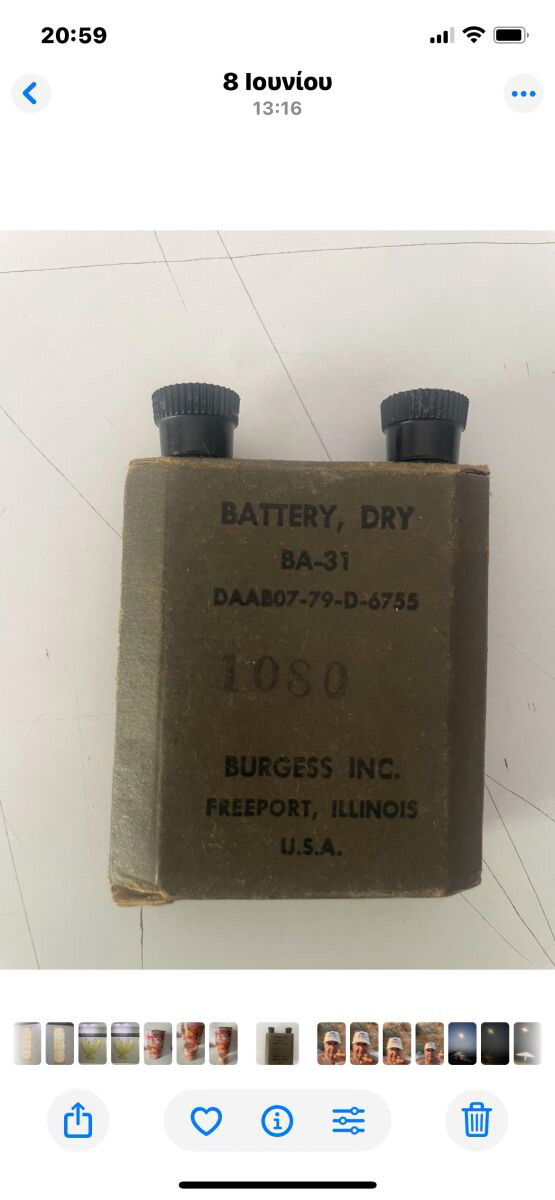 20:59
8 Ιουνίου
13:16
BATTERY, DRY
BA-31
DAAB07-79-D-6755
1080
BURGESS INC.
FREEPORT, ILLINOIS
U.S.A.